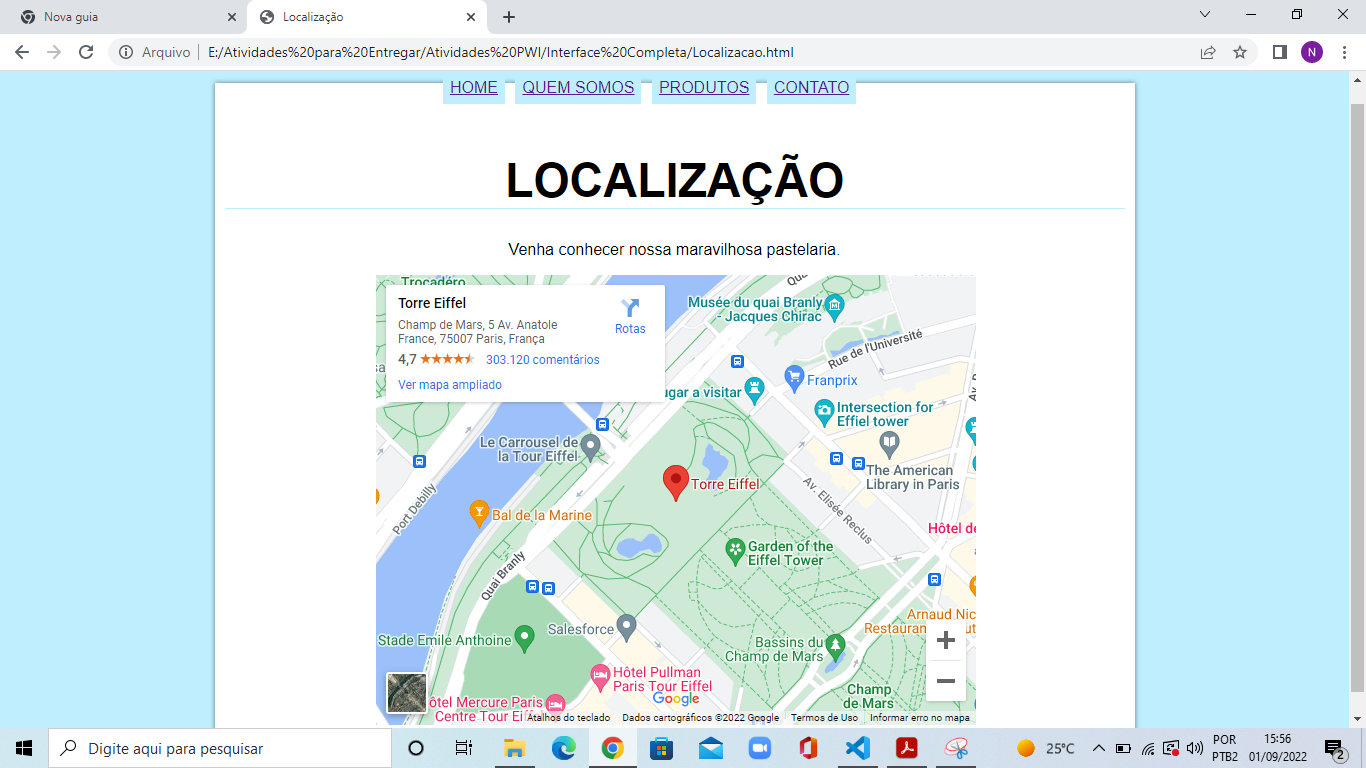 Nova guia
Localização
Arquivo
E:/Atividades%20para%20Entregar/Atividades%20PWI/Interface%20Completa/Localizacao.html
N
HOME QUEM SOMOS PRODUTOS CONTATO
LOCALIZAÇÃO
Venha conhecer nossa maravilhosa pastelaria.
Trocadéro
Torre Eiffel
Champ de Mars, 5 Av. Anatole
France, 75007 Paris, França
4,7 303.120 comentários
Ver mapa ampliado
Rotas
Musée du quai Branly
- Jacques Chirac
Rue de l'Université
Franprix
ugar a visitar
Intersection for
Effiel tower
Le Carrousel de
la Tour Eiffel
The American
Library in Paris
Torre Eiffel
Av. Elisée Reclus
Port Debilly
Bal de la Marine
Hôtel de
Garden of the
Eiffel Tower
Quai Branly
Arnaud Nic
Restauran
Salesforce
Stade Emile Anthoine
Bassins du
Champ de Mars
Hôtel Pullman
Paris Tour Eiffel
Champ
de Mars
ôtel Mercure Paris
Centre Tour Ei
Google
Atalhos do teclado Dados cartográficos ©2022 Google Termos de Uso Informar erro no mapa
Digite aqui para pesquisar
25°C
POR
PTB2
15:56
01/09/2022
2